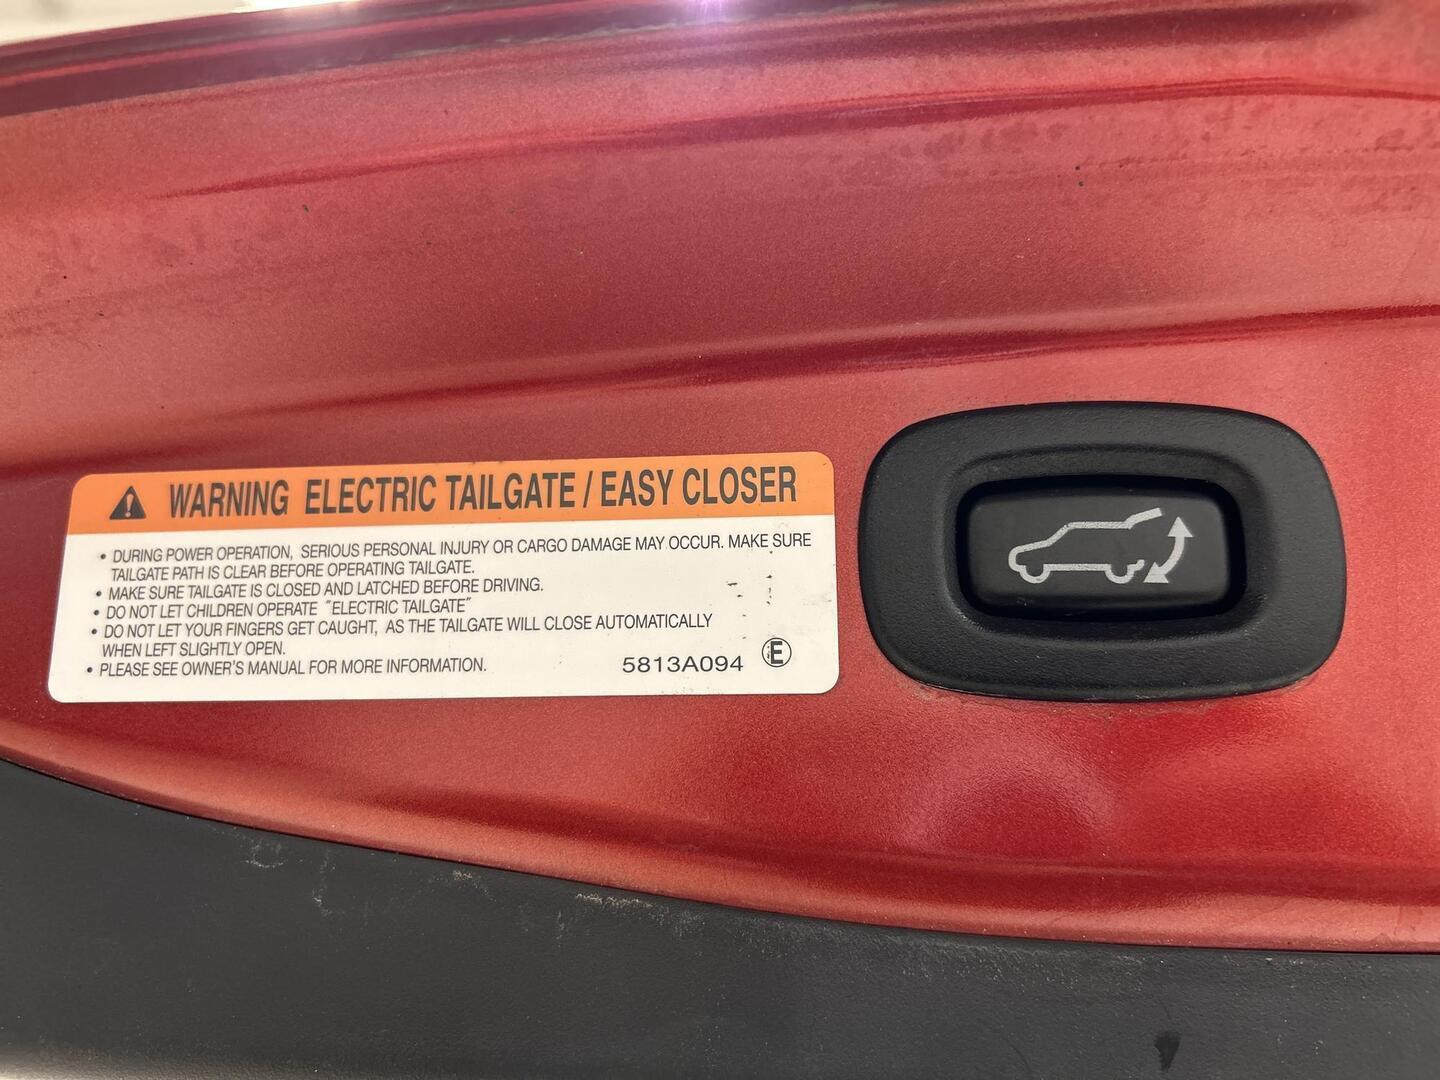 WARNING ELECTRIC TAILGATE / EASY CLOSER
• DURING POWER OPERATION, SERIOUS PERSONAL INJURY OR CARGO DAMAGE MAY OCCUR. MAKE SURE
TAILGATE PATH IS CLEAR BEFORE OPERATING TAILGATE.
• MAKE SURE TAILGATE IS CLOSED AND LATCHED BEFORE DRIVING.
• DO NOT LET CHILDREN OPERATE "ELECTRIC TAILGATE"
• DO NOT LET YOUR FINGERS GET CAUGHT, AS THE TAILGATE WILL CLOSE AUTOMATICALLY
WHEN LEFT SLIGHTLY OPEN.
• PLEASE SEE OWNER'S MANUAL FOR MORE INFORMATION.
5813A094 Ⓔ